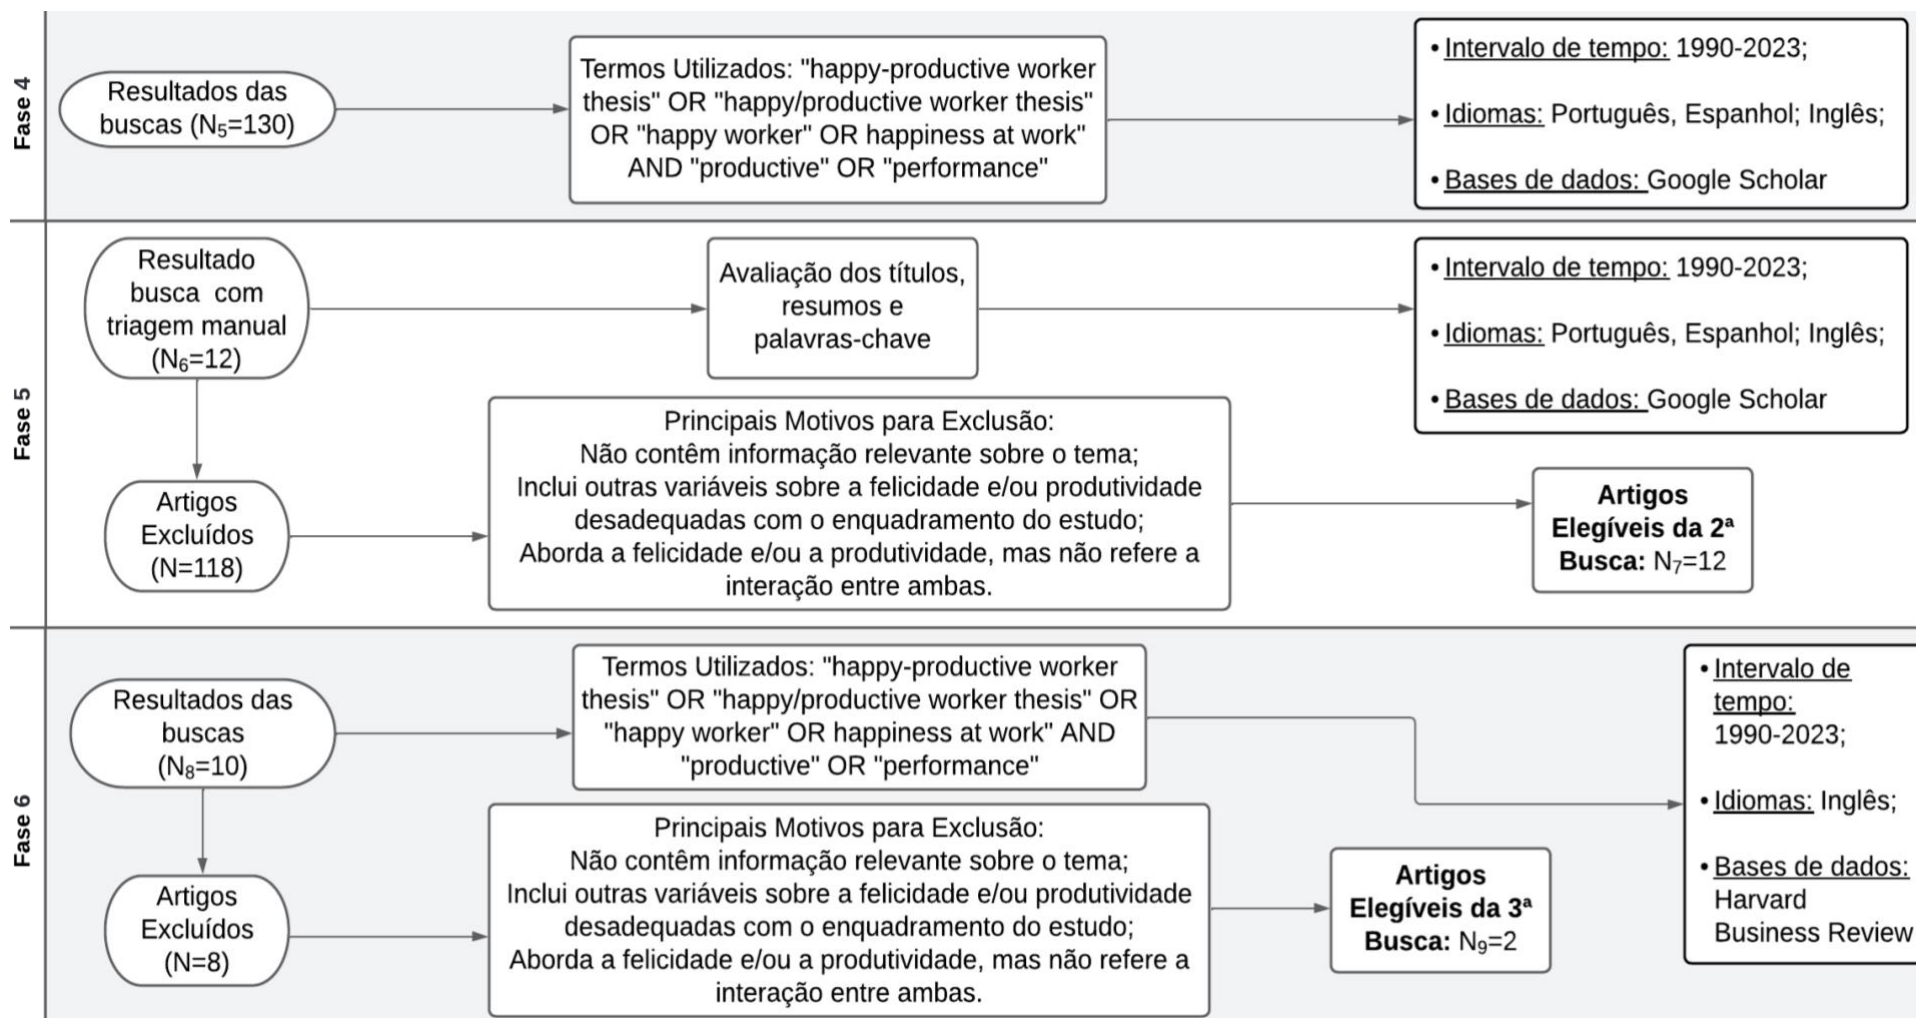 Fase 4
Resultados das
buscas (N₅=130)
Termos Utilizados: "happy-productive worker
thesis" OR "happy/productive worker thesis"
OR "happy worker" OR happiness at work"
AND "productive" OR "performance"
• Intervalo de tempo: 1990-2023;
• Idiomas: Português, Espanhol; Inglês;
• Bases de dados: Google Scholar
Fase 5
Resultado
busca com
triagem manual
(N₆=12)
Avaliação dos títulos,
resumos e
palavras-chave
• Intervalo de tempo: 1990-2023;
• Idiomas: Português, Espanhol; Inglês;
• Bases de dados: Google Scholar
Artigos
Excluídos
(N=118)
Principais Motivos para Exclusão:
Não contêm informação relevante sobre o tema;
Inclui outras variáveis sobre a felicidade e/ou produtividade
desadequadas com o enquadramento do estudo;
Aborda a felicidade e/ou a produtividade, mas não refere a
interação entre ambas.
Artigos
Elegíveis da 2ª
Busca: N₇=12
Fase 6
Resultados das
buscas
(N₈=10)
Termos Utilizados: "happy-productive worker
thesis" OR "happy/productive worker thesis" OR
"happy worker" OR happiness at work" AND
"productive" OR "performance"
• Intervalo de
tempo:
1990-2023;
• Idiomas: Inglês;
• Bases de dados:
Harvard
Business Review
Artigos
Excluídos
(N=8)
Principais Motivos para Exclusão:
Não contêm informação relevante sobre o tema;
Inclui outras variáveis sobre a felicidade e/ou produtividade
desadequadas com o enquadramento do estudo;
Aborda a felicidade e/ou a produtividade, mas não refere a
interação entre ambas.
Artigos
Elegíveis da 3ª
Busca: N₉=2